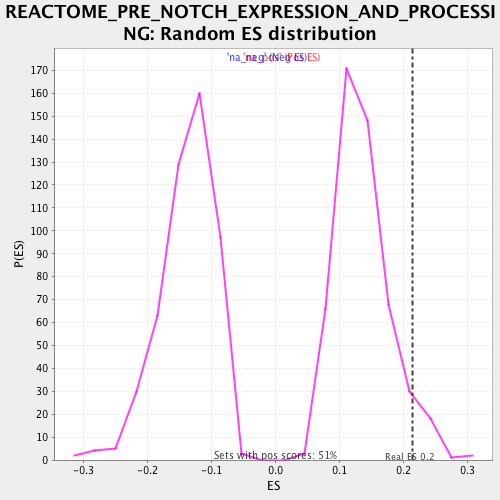 REACTOME_PRE_NOTCH_EXPRESSION_AND_PROCESSI
NG: Random ES distribution
170
160
150
140
130
120
110
100
90
80
70
60
50
40
30
20
10
0
P(ES)
Sets with pos scores: 51%
Real ES 0.2
-0.3 -0.2 -0.1 0.0 0.1 0.2 0.3
ES